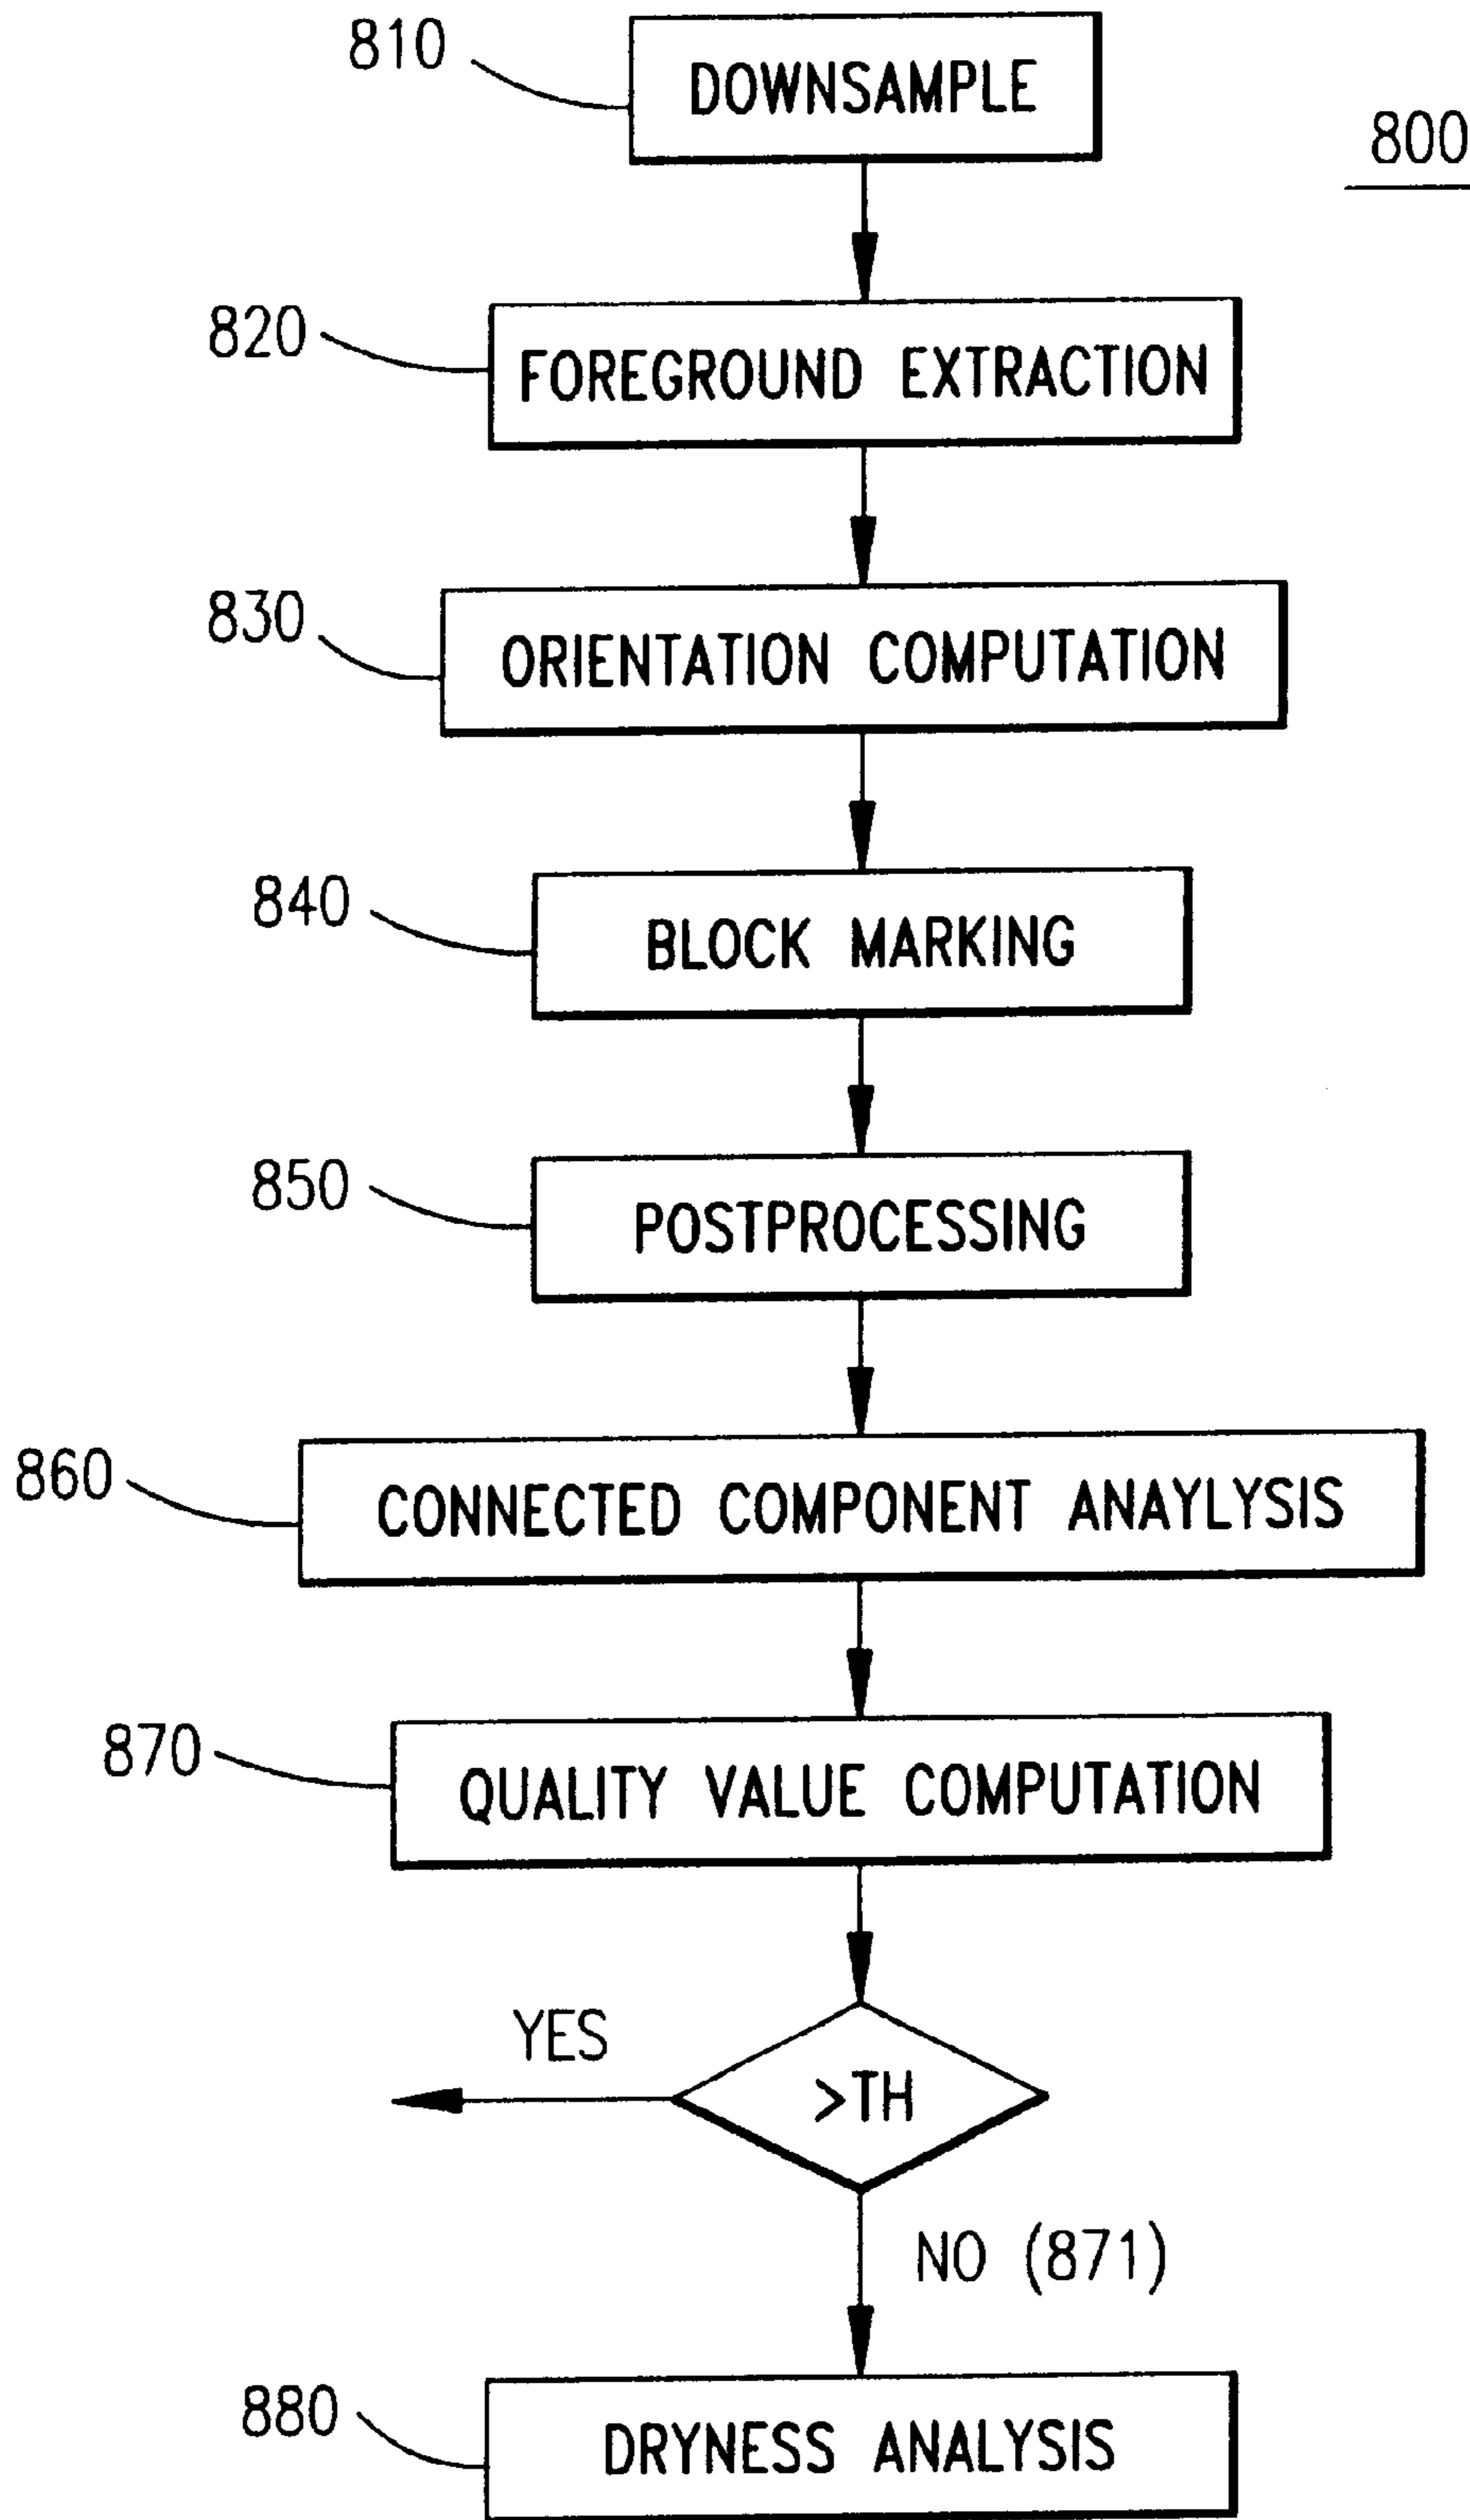 810
DOWNSAMPLE
800
820
FOREGROUND EXTRACTION
830
ORIENTATION COMPUTATION
840
BLOCK MARKING
850
POSTPROCESSING
860
CONNECTED COMPONENT ANAYLYSIS
870
QUALITY VALUE COMPUTATION
YES
>TH
NO (871)
880
DRYNESS ANALYSIS